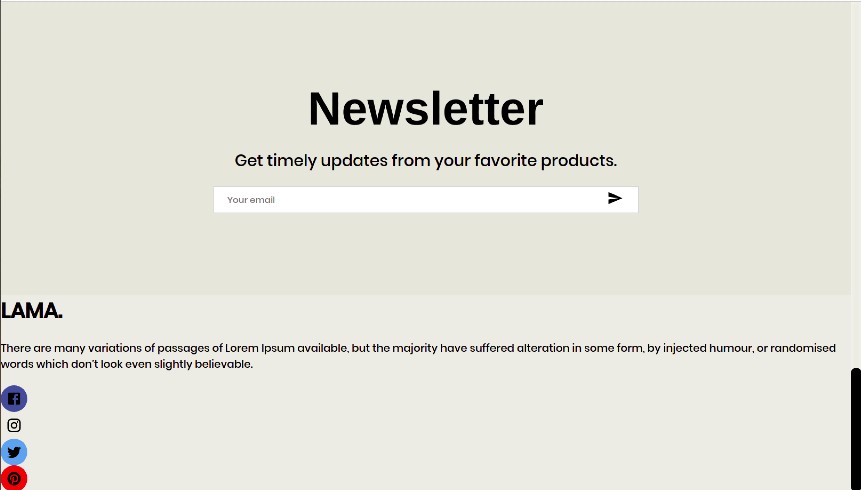 Newsletter
Get timely updates from your favorite products.
Your email
LAMA.
There are many variations of passages of Lorem Ipsum available, but the majority have suffered alteration in some form, by injected humour, or randomised
words which don't look even slightly believable.